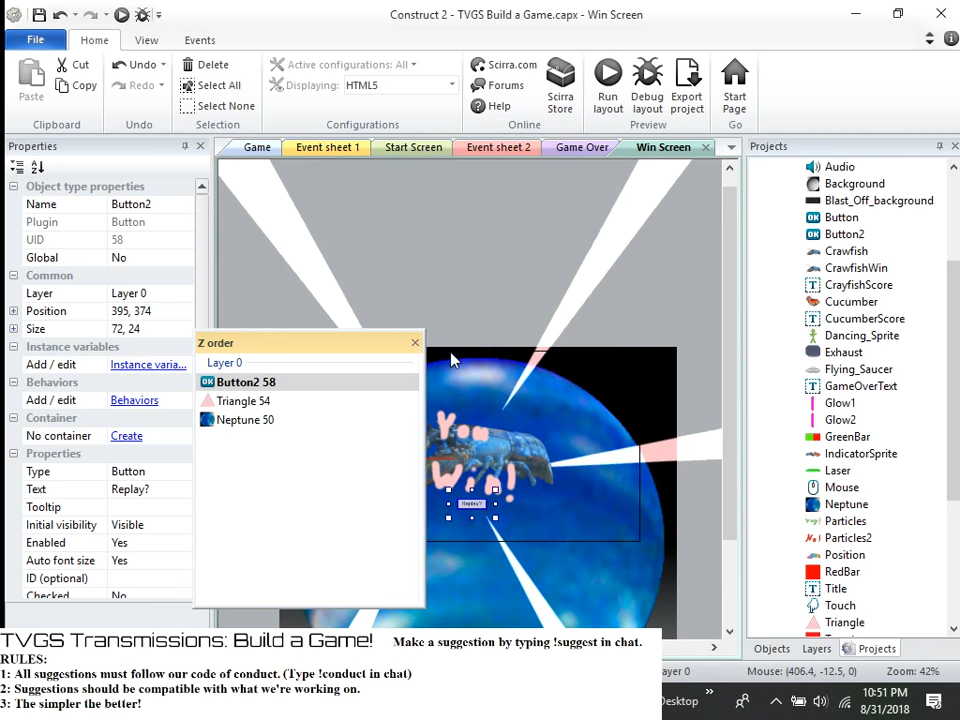 Construct 2 - TVGS Build a Game.capx - Win Screen
File
Home
View
Events
Paste
Cut
Copy
Clipboard
Undo
Redo
Undo
Delete
Select All
Select None
Selection
Active configurations: All
Displaying: HTML5
Configurations
Scirra.com
Forums
Help
Scirra Store
Online
Run layout
Debug layout
Export project
Preview
Start Page
Go
Properties
Game
Event sheet 1
Start Screen
Event sheet 2
Game Over
Win Screen
Projects
Object type properties
Name Button2
Plugin Button
UID 58
Global No
Common
Layer Layer 0
Position 395, 374
Size 72, 24
Instance variables
Add / edit Instance varia...
Behaviors
Add / edit Behaviors
Container
No container Create
Properties
Type Button
Text Replay?
Tooltip
Initial visibility Visible
Enabled Yes
Auto font size Yes
ID (optional)
Checked No
Z order
Layer 0
Button2 58
Triangle 54
Neptune 50
You
Win!
Replay?
Audio
Background
Blast_Off_background
Button
Button2
Crawfish
CrawfishWin
CrayfishScore
Cucumber
CucumberScore
Dancing_Sprite
Exhaust
Flying_Saucer
GameOverText
Glow1
Glow2
GreenBar
IndicatorSprite
Laser
Mouse
Neptune
Particles
Particles2
Position
RedBar
Title
Touch
Triangle
Objects
Layers
Projects
ayer 0
Mouse: (406.4, -12.5, 0)
Zoom: 42%
TVGS Transmissions: Build a Game!
Make a suggestion by typing !suggest in chat.
RULES:
1: All suggestions must follow our code of conduct. (Type !conduct in chat)
2: Suggestions should be compatible with what we're working on.
3: The simpler the better!
Desktop
10:51 PM
8/31/2018